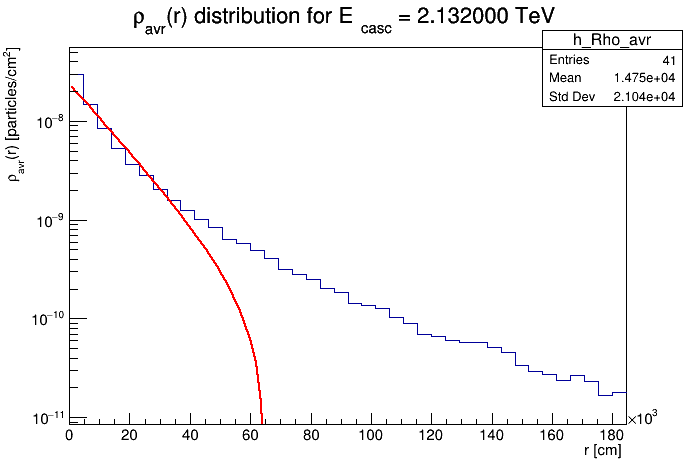 ρavr(r) distribution for E casc = 2.132000 TeV
h_Rho_avr
Entries 41
Mean 1.475e+04
Std Dev 2.104e+04
ρavr(r) [particles/cm²]
10⁻⁸
10⁻⁹
10⁻¹⁰
10⁻¹¹
0 20 40 60 80 100 120 140 160 180
×10³
r [cm]